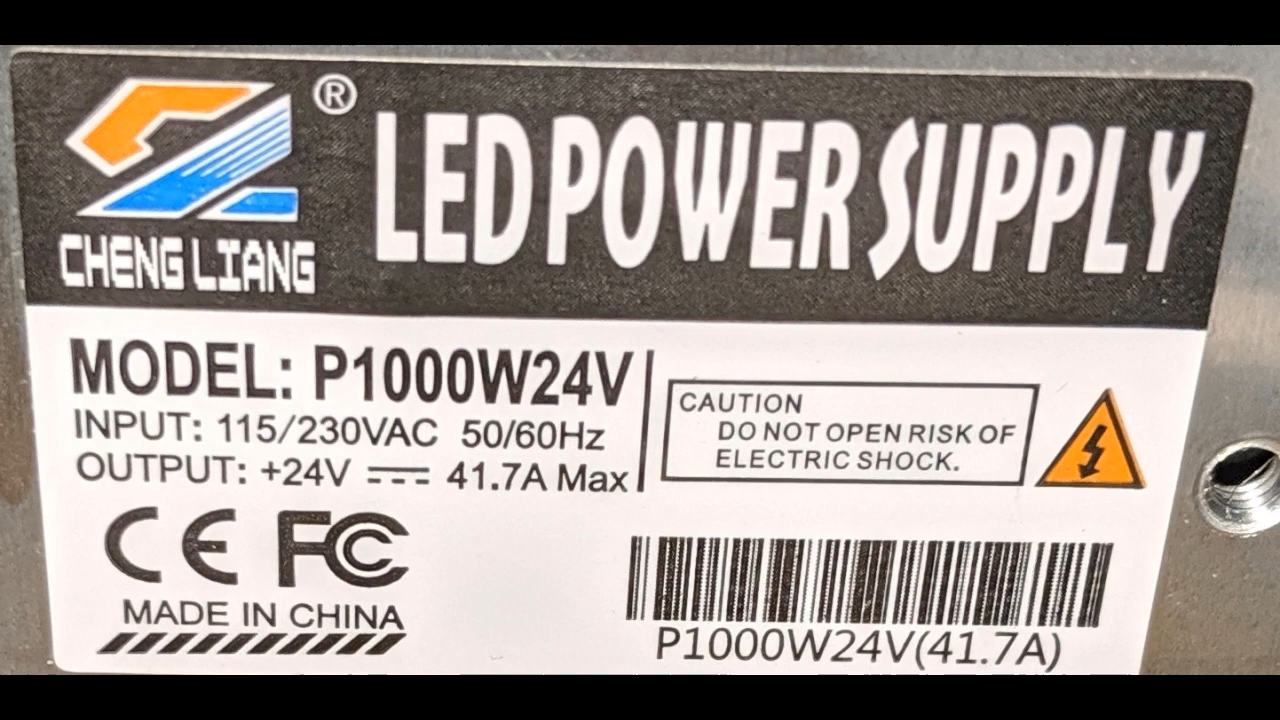 ®
LED POWER SUPPLY
CHENG LIANG
MODEL: P1000W24V
INPUT: 115/230VAC 50/60Hz
OUTPUT: +24V ⎓ 41.7A Max
CAUTION
DO NOT OPEN RISK OF
ELECTRIC SHOCK.
CE FC
MADE IN CHINA
P1000W24V(41.7A)